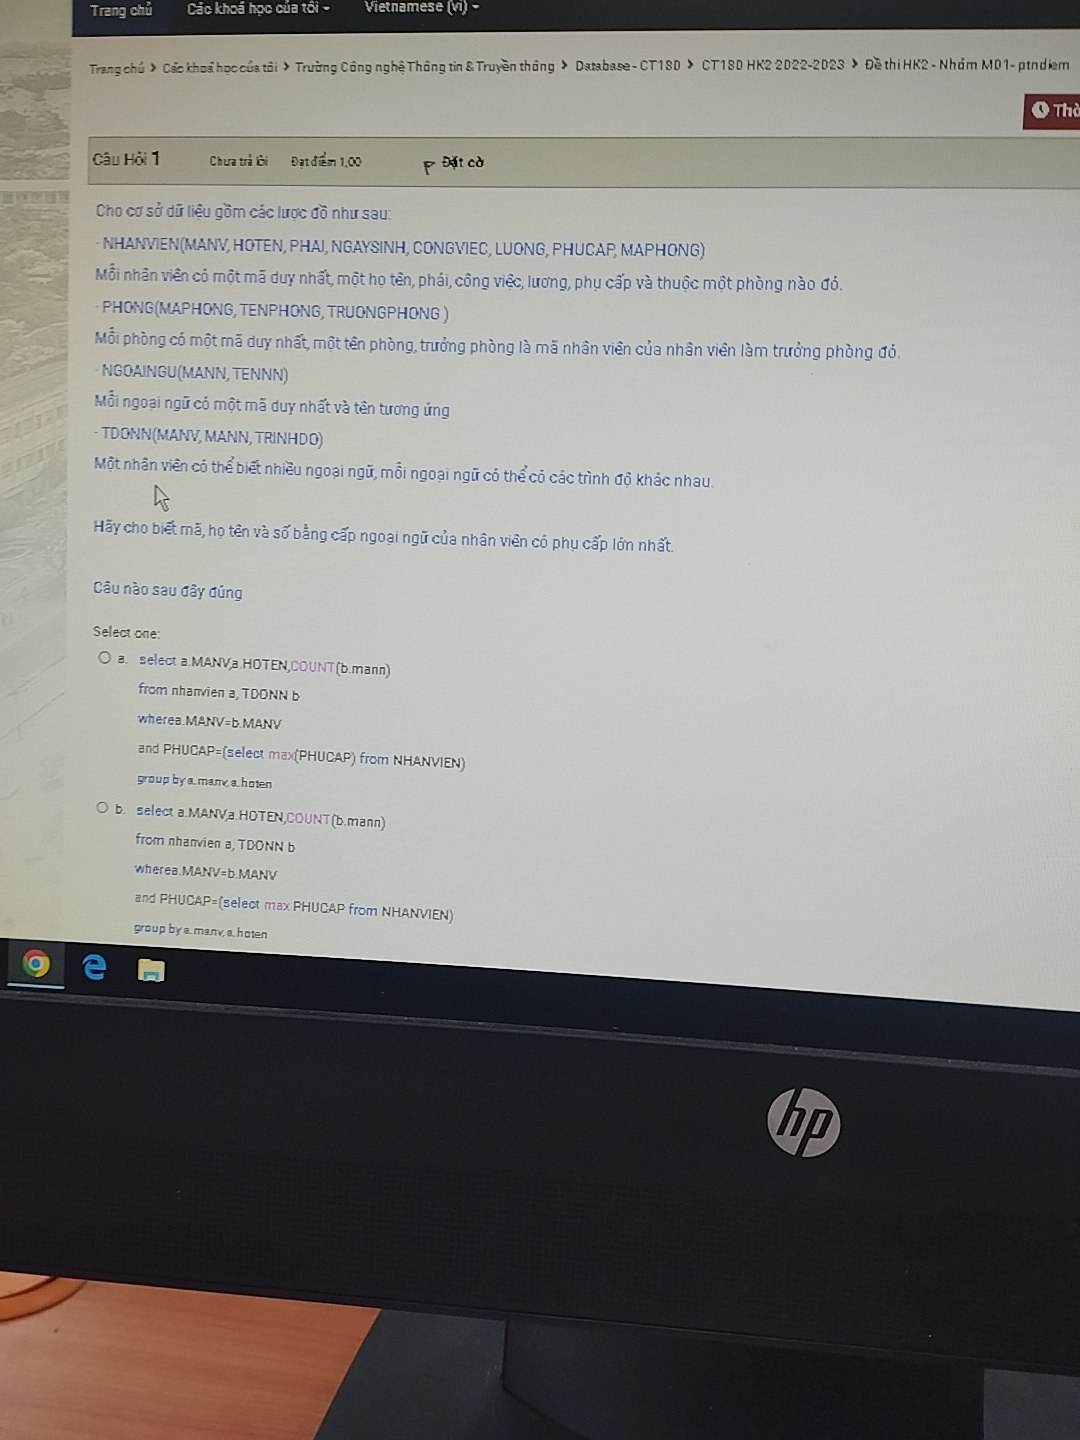 Trang chủ Các khoá học của tôi Vietnamese (vi)
Trang chủ > Các khoá học của tôi > Trường Công nghệ Thông tin & Truyền thông > Database - CT180 > CT180 HK2 2022-2023 > Đề thi HK2 - Nhóm M01- ptndiem
Thờ
Câu Hỏi 1 Chưa trả lời Đạt điểm 1,00 Đặt cờ
Cho cơ sở dữ liệu gồm các lược đồ như sau:
- NHANVIEN(MANV, HOTEN, PHAI, NGAYSINH, CONGVIEC, LUONG, PHUCAP, MAPHONG)
Mỗi nhân viên có một mã duy nhất, một họ tên, phái, công việc, lương, phụ cấp và thuộc một phòng nào đó.
- PHONG(MAPHONG, TENPHONG, TRUONGPHONG )
Mỗi phòng có một mã duy nhất, một tên phòng, trưởng phòng là mã nhân viên của nhân viên làm trưởng phòng đó.
- NGOAINGU(MANN, TENNN)
Mỗi ngoại ngữ có một mã duy nhất và tên tương ứng
- TDONN(MANV, MANN, TRINHDO)
Một nhân viên có thể biết nhiều ngoại ngữ, mỗi ngoại ngữ có thể có các trình độ khác nhau.
Hãy cho biết mã, họ tên và số bằng cấp ngoại ngữ của nhân viên có phụ cấp lớn nhất.
Câu nào sau đây đúng
Select one:
a. select a.MANV,a.HOTEN,COUNT(b.mann)
from nhanvien a, TDONN b
wherea.MANV=b.MANV
and PHUCAP=(select max(PHUCAP) from NHANVIEN)
group by a.manv, a.hoten
b. select a.MANV,a.HOTEN,COUNT(b.mann)
from nhanvien a, TDONN b
wherea.MANV=b.MANV
and PHUCAP=(select max PHUCAP from NHANVIEN)
group by a.manv, a.hoten
hp